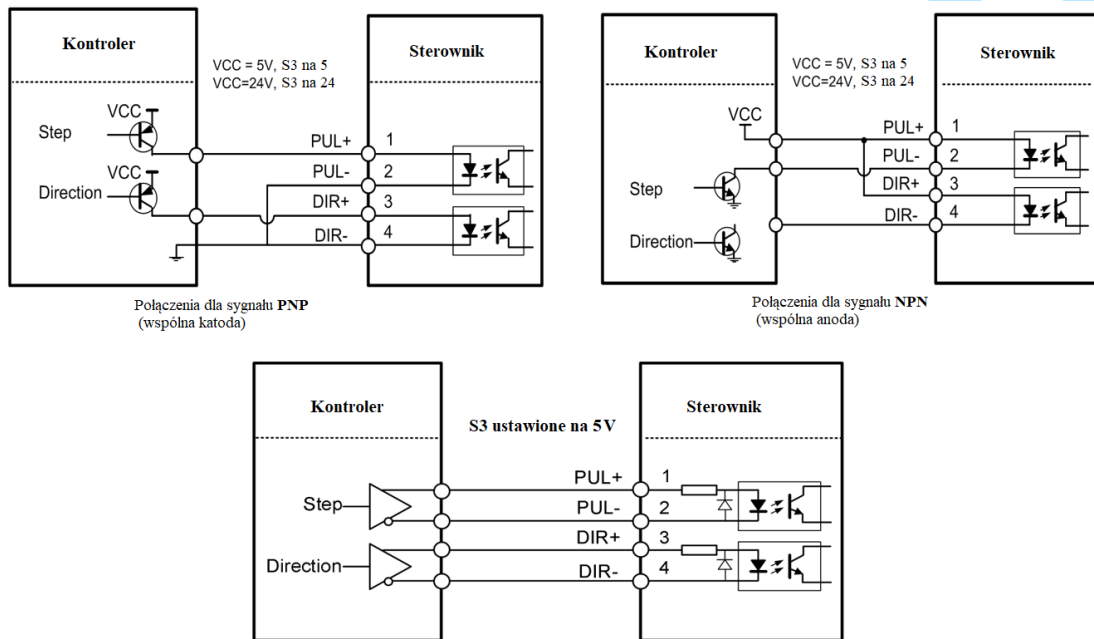 Kontroler
VCC = 5V, S3 na 5
VCC=24V, S3 na 24
Sterownik
VCC
Step
VCC
Direction
PUL+
1
PUL-
2
DIR+
3
DIR-
4
Połączenia dla sygnału PNP
(wspólna katoda)
Kontroler
VCC = 5V, S3 na 5
VCC=24V, S3 na 24
Sterownik
VCC
Step
Direction
PUL+
1
PUL-
2
DIR+
3
DIR-
4
Połączenia dla sygnału NPN
(wspólna anoda)
Kontroler
S3 ustawione na 5V
Sterownik
Step
Direction
PUL+
1
PUL-
2
DIR+
3
DIR-
4